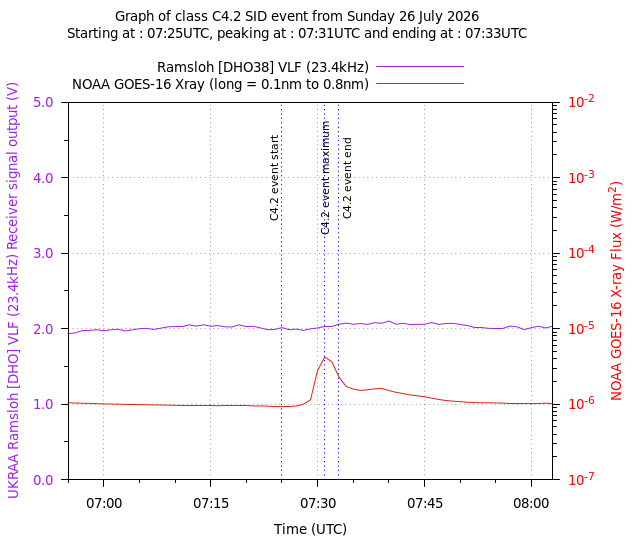 Graph of class C4.2 SID event from Sunday 26 July 2026
Starting at : 07:25UTC, peaking at : 07:31UTC and ending at : 07:33UTC
Ramsloh [DHO38] VLF (23.4kHz)
NOAA GOES-16 Xray (long = 0.1nm to 0.8nm)
UKRAA Ramsloh [DHO] VLF (23.4kHz) Receiver signal output (V)
5.0
4.0
3.0
2.0
1.0
0.0
C4.2 event start
C4.2 event maximum
C4.2 event end
10-2
10-3
10-4
10-5
10-6
10-7
NOAA GOES-16 X-ray Flux (W/m2)
07:00 07:15 07:30 07:45 08:00
Time (UTC)